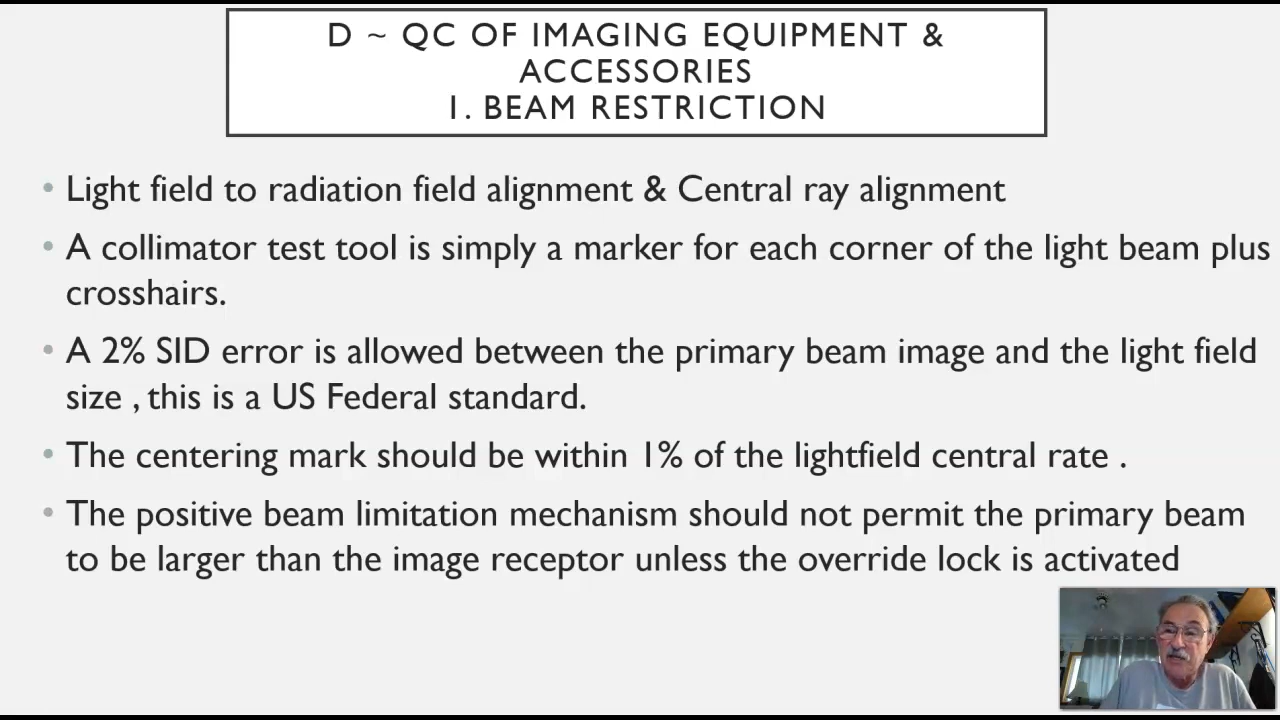 D ~ QC OF IMAGING EQUIPMENT &
ACCESSORIES
1. BEAM RESTRICTION
• Light field to radiation field alignment & Central ray alignment
• A collimator test tool is simply a marker for each corner of the light beam plus
crosshairs.
• A 2% SID error is allowed between the primary beam image and the light field
size , this is a US Federal standard.
• The centering mark should be within 1% of the lightfield central rate .
• The positive beam limitation mechanism should not permit the primary beam
to be larger than the image receptor unless the override lock is activated